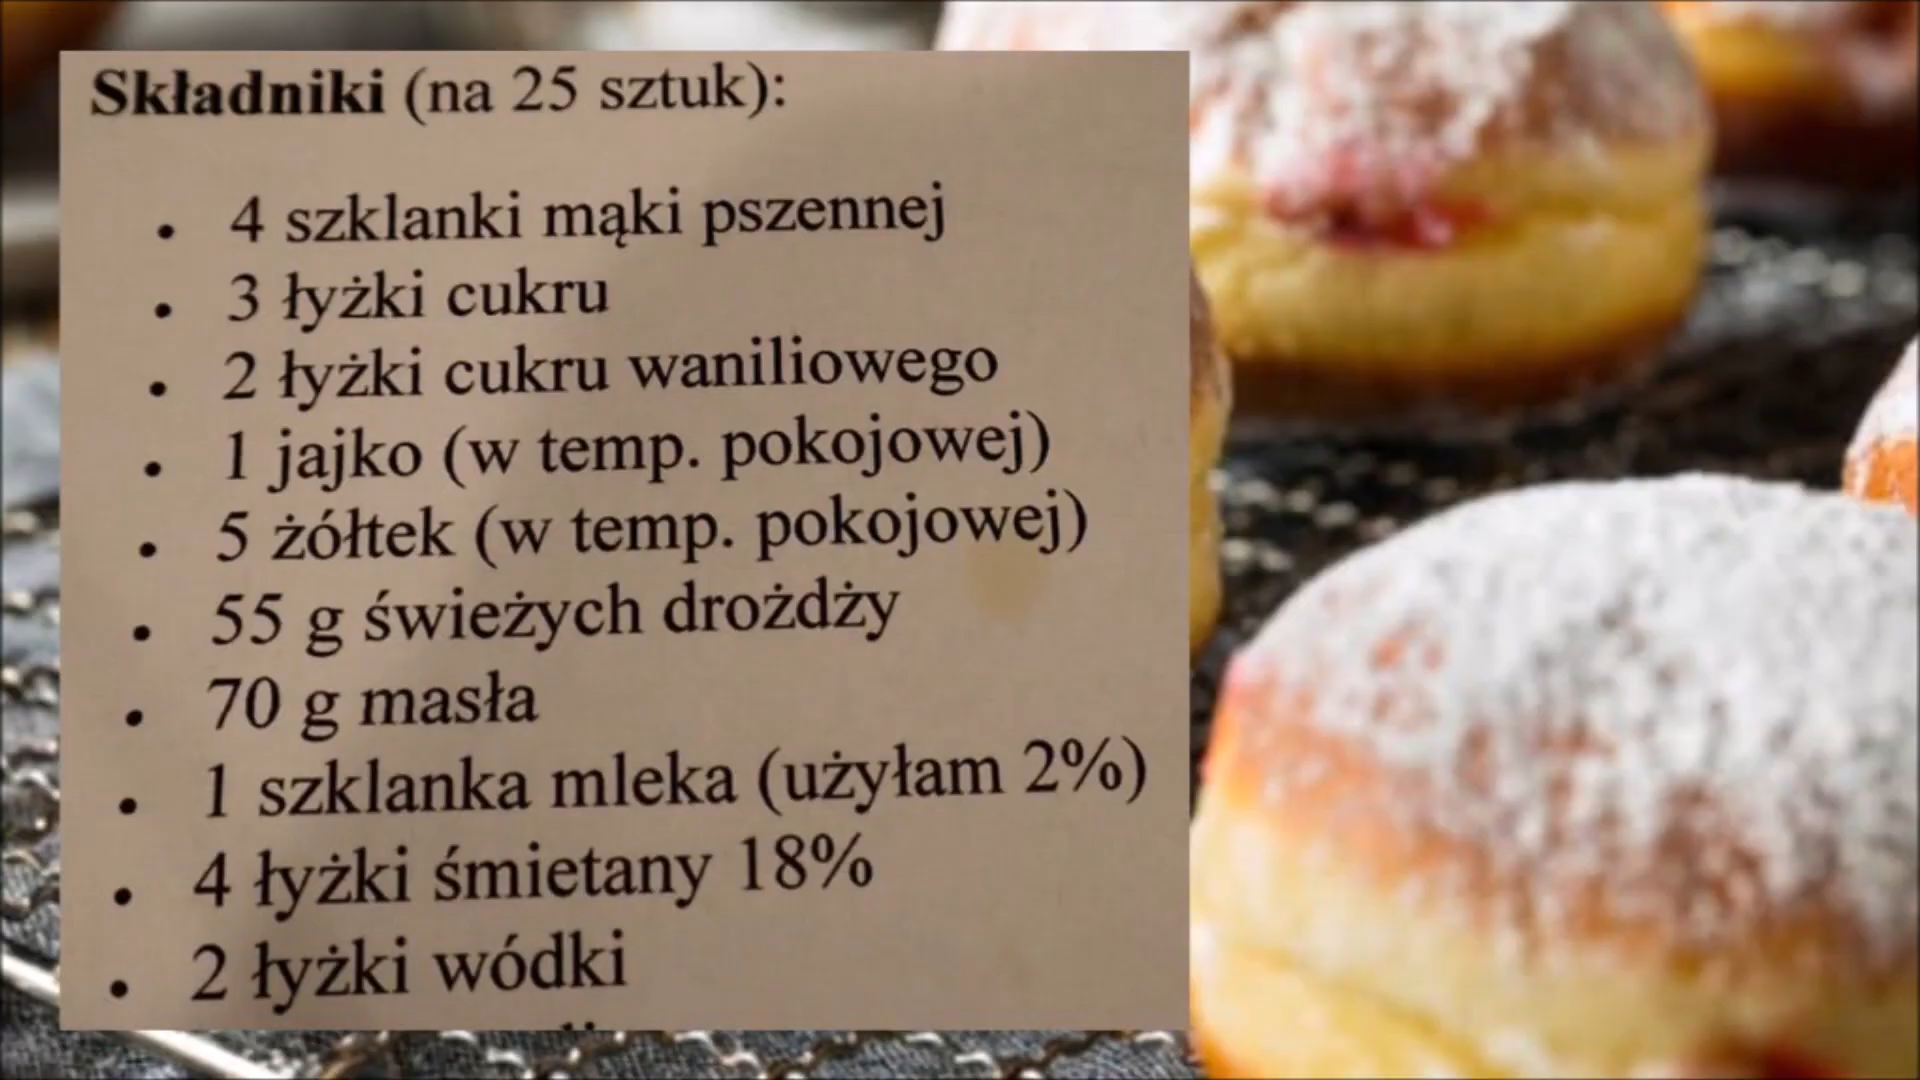 Składniki (na 25 sztuk):
• 4 szklanki mąki pszennej
• 3 łyżki cukru
• 2 łyżki cukru waniliowego
• 1 jajko (w temp. pokojowej)
• 5 żółtek (w temp. pokojowej)
• 55 g świeżych drożdży
• 70 g masła
• 1 szklanka mleka (użyłam 2%)
• 4 łyżki śmietany 18%
• 2 łyżki wódki